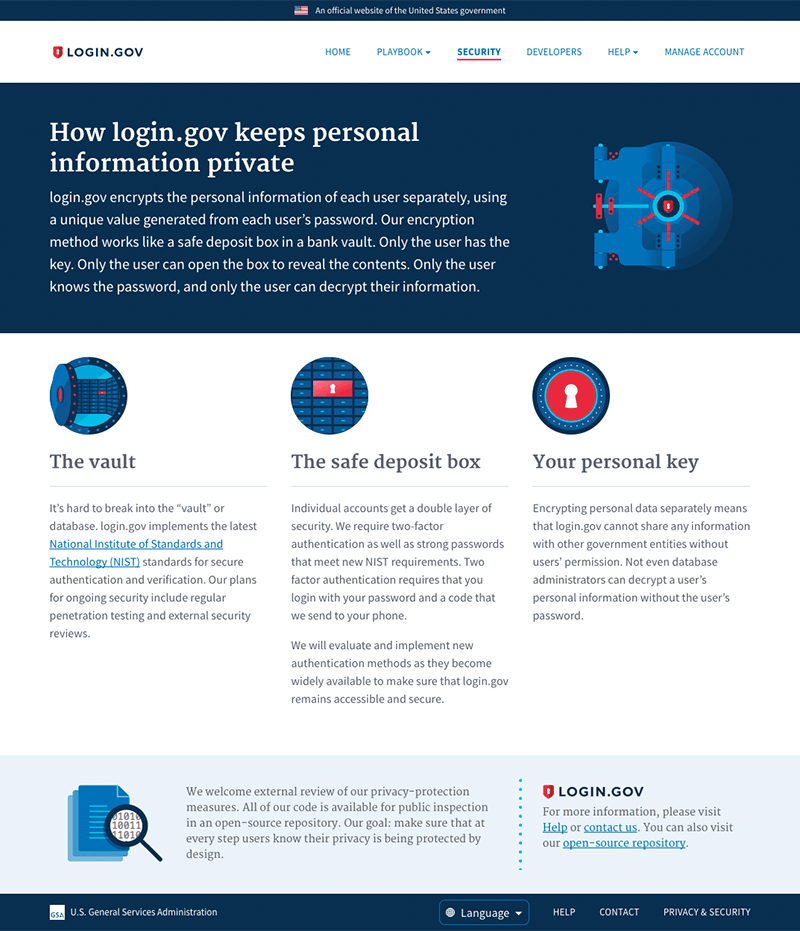 An official website of the United States government
LOGIN.GOV
HOME PLAYBOOK SECURITY DEVELOPERS HELP MANAGE ACCOUNT
How login.gov keeps personal
information private
login.gov encrypts the personal information of each user separately, using
a unique value generated from each user’s password. Our encryption
method works like a safe deposit box in a bank vault. Only the user has the
key. Only the user can open the box to reveal the contents. Only the user
knows the password, and only the user can decrypt their information.
The vault
It’s hard to break into the “vault” or
database. login.gov implements the latest
National Institute of Standards and
Technology (NIST) standards for secure
authentication and verification. Our plans
for ongoing security include regular
penetration testing and external security
reviews.
The safe deposit box
Individual accounts get a double layer of
security. We require two-factor
authentication as well as strong passwords
that meet new NIST requirements. Two
factor authentication requires that you
login with your password and a code that
we send to your phone.
We will evaluate and implement new
authentication methods as they become
widely available to make sure that login.gov
remains accessible and secure.
Your personal key
Encrypting personal data separately means
that login.gov cannot share any information
with other government entities without
users’ permission. Not even database
administrators can decrypt a user’s
personal information without the user’s
password.
01010
10011
11010
We welcome external review of our privacy-protection
measures. All of our code is available for public inspection
in an open-source repository. Our goal: make sure that at
every step users know their privacy is being protected by
design.
LOGIN.GOV
For more information, please visit
Help or contact us. You can also visit
our open-source repository.
GSA U.S. General Services Administration
Language
HELP CONTACT PRIVACY & SECURITY